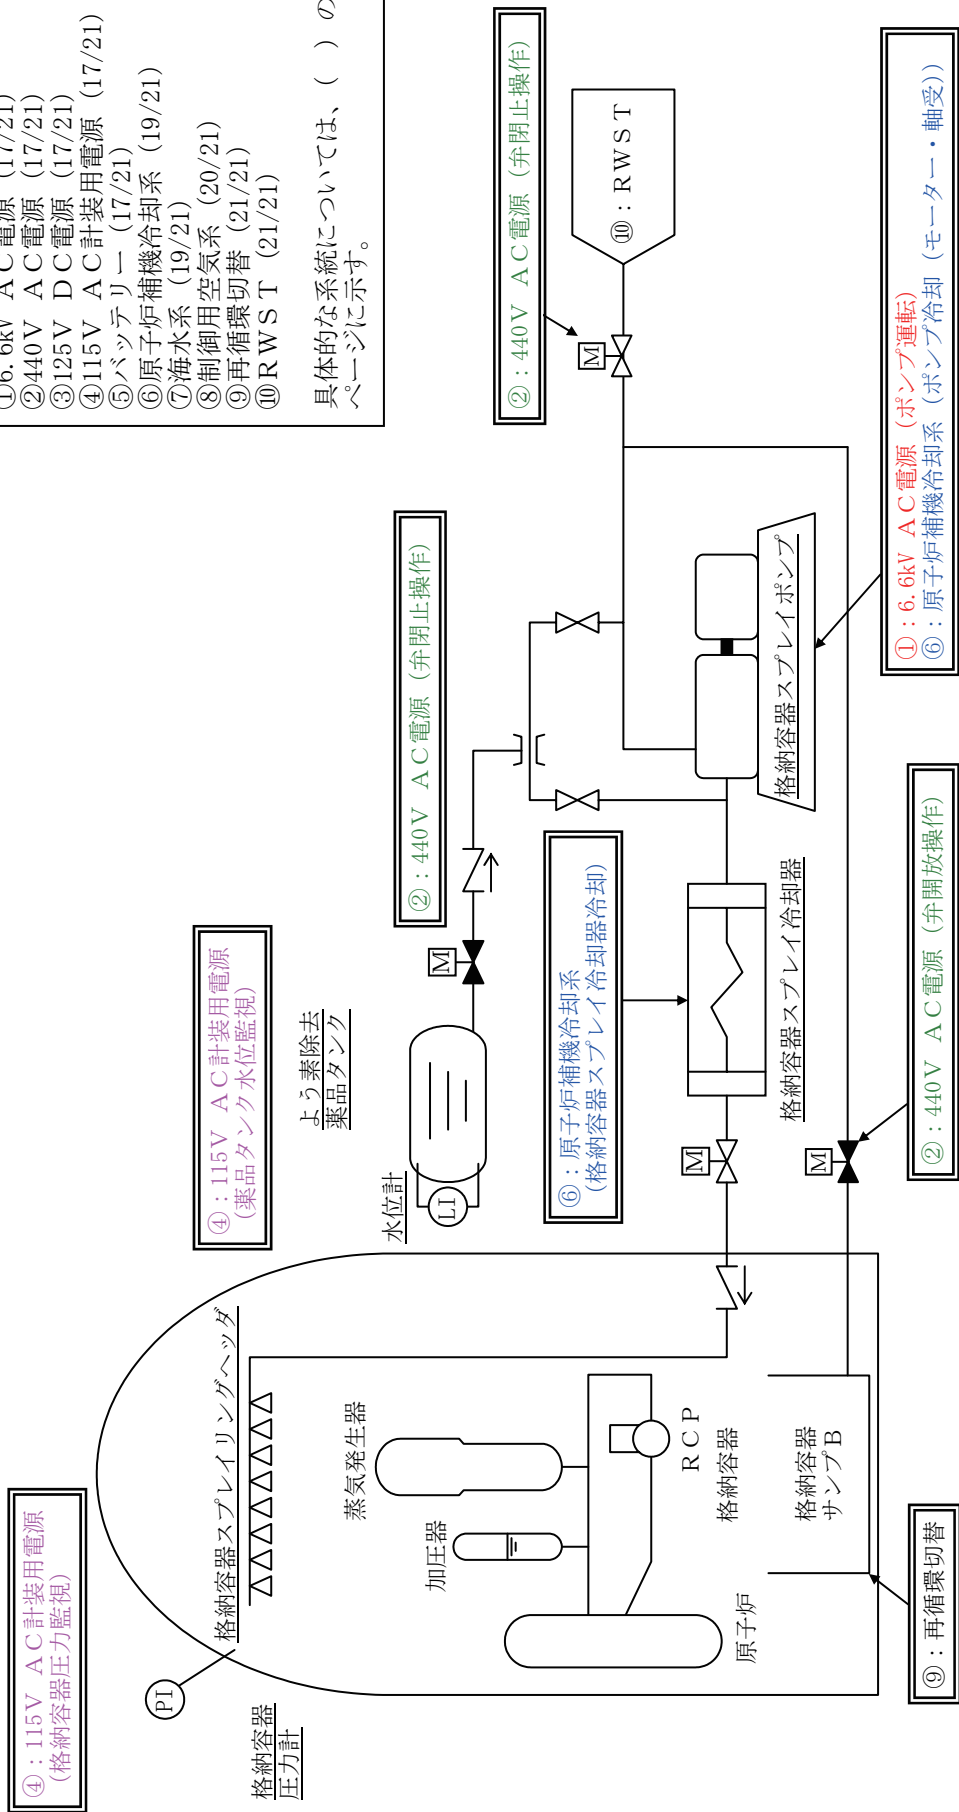 ①6.6kV AC電源 (17/21)
②440V AC電源 (17/21)
③125V DC電源 (17/21)
④115V AC計装用電源 (17/21)
⑤バッテリー (17/21)
⑥原子炉補機冷却系 (19/21)
⑦海水系 (19/21)
⑧制御用空気系 (20/21)
⑨再循環切替 (21/21)
⑩RWST (21/21)
具体的な系統については、( ) の
ページに示す。
④：115V AC計装用電源
(格納容器圧力監視)
PI
格納容器
圧力計
格納容器スプレイリングヘッダ
④：115V AC計装用電源
(薬品タンク水位監視)
よう素除去
薬品タンク
水位計
LI
M
②：440V AC電源 (弁閉止操作)
②：440V AC電源 (弁閉止操作)
M
⑩：RWST
蒸気発生器
加圧器
原子炉
RCP
格納容器
格納容器
サンプB
⑨：再循環切替
⑥：原子炉補機冷却系
(格納容器スプレイ冷却器冷却)
M
格納容器スプレイ冷却器
M
②：440V AC電源 (弁開放操作)
格納容器スプレイポンプ
①：6.6kV AC電源 (ポンプ運転)
⑥：原子炉補機冷却系 (ポンプ冷却 (モーター・軸受))